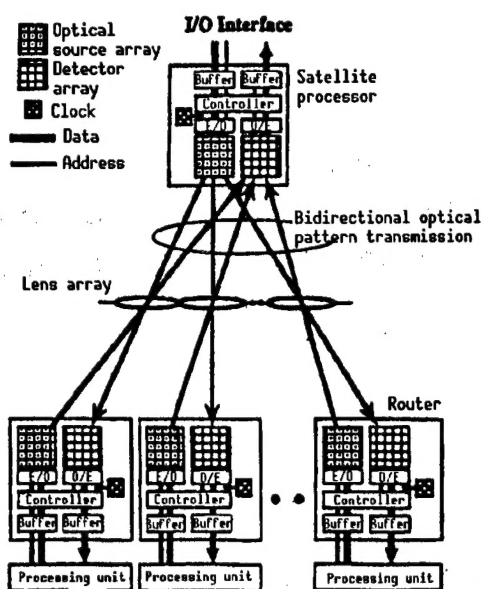 I/O Interface
Optical
source array
Detector
array
Clock
Data
Address
Buffer Buffer
Controller
E/O O/E
Satellite
processor
Bidirectional optical
pattern transmission
Lens array
Router
E/O O/E
Controller
Buffer Buffer
Processing unit
E/O O/E
Controller
Buffer Buffer
Processing unit
E/O O/E
Controller
Buffer Buffer
Processing unit